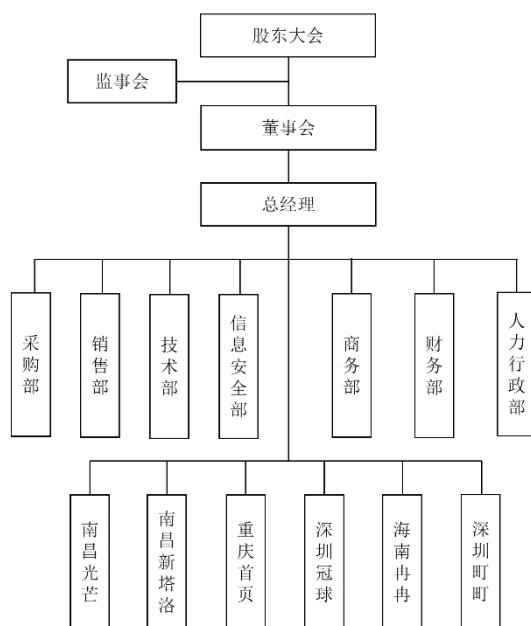 股东大会
监事会
董事会
总经理
采购部
销售部
技术部
信息安全部
商务部
财务部
人力行政部
南昌光芒
南昌新塔洛
重庆首页
深圳冠球
海南冉冉
深圳町町